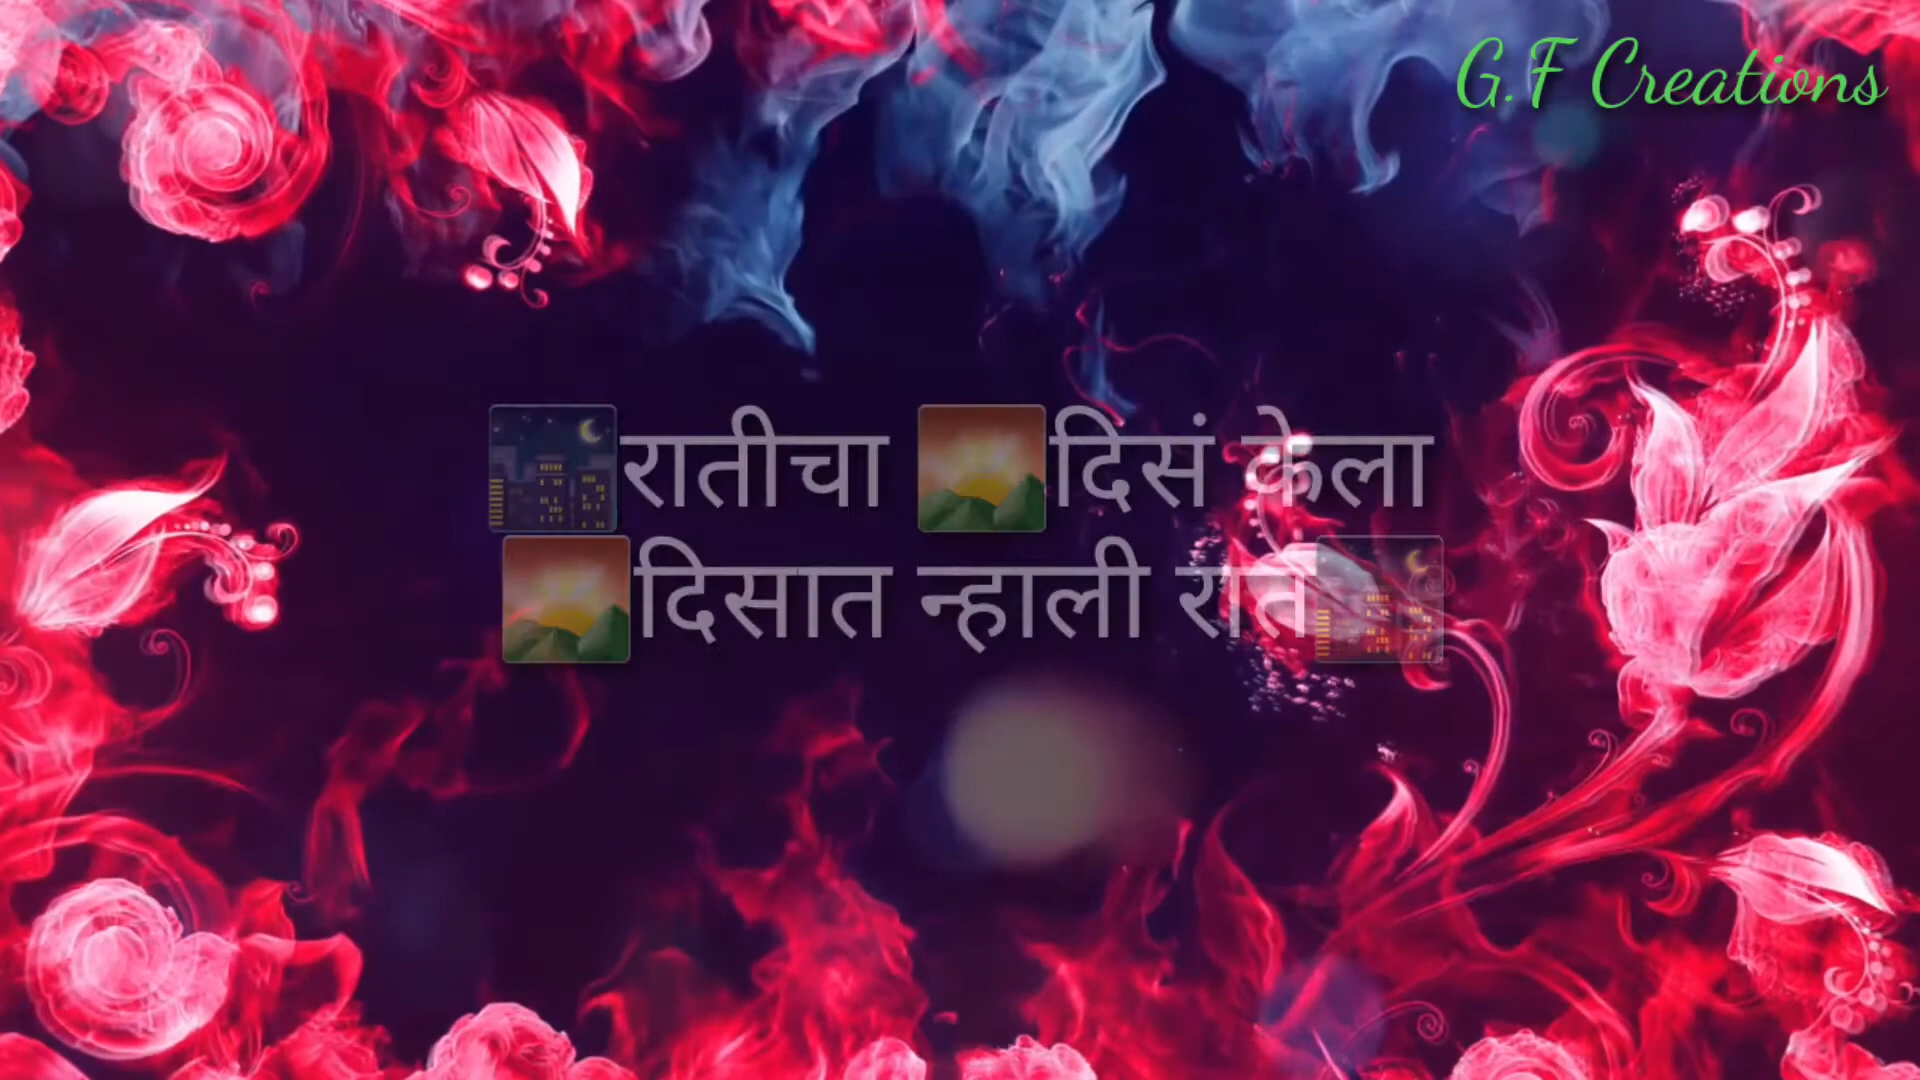 G.F Creations
🌃रातीचा 🌄दिसं केला
🌄दिसात न्हाली रात🌃